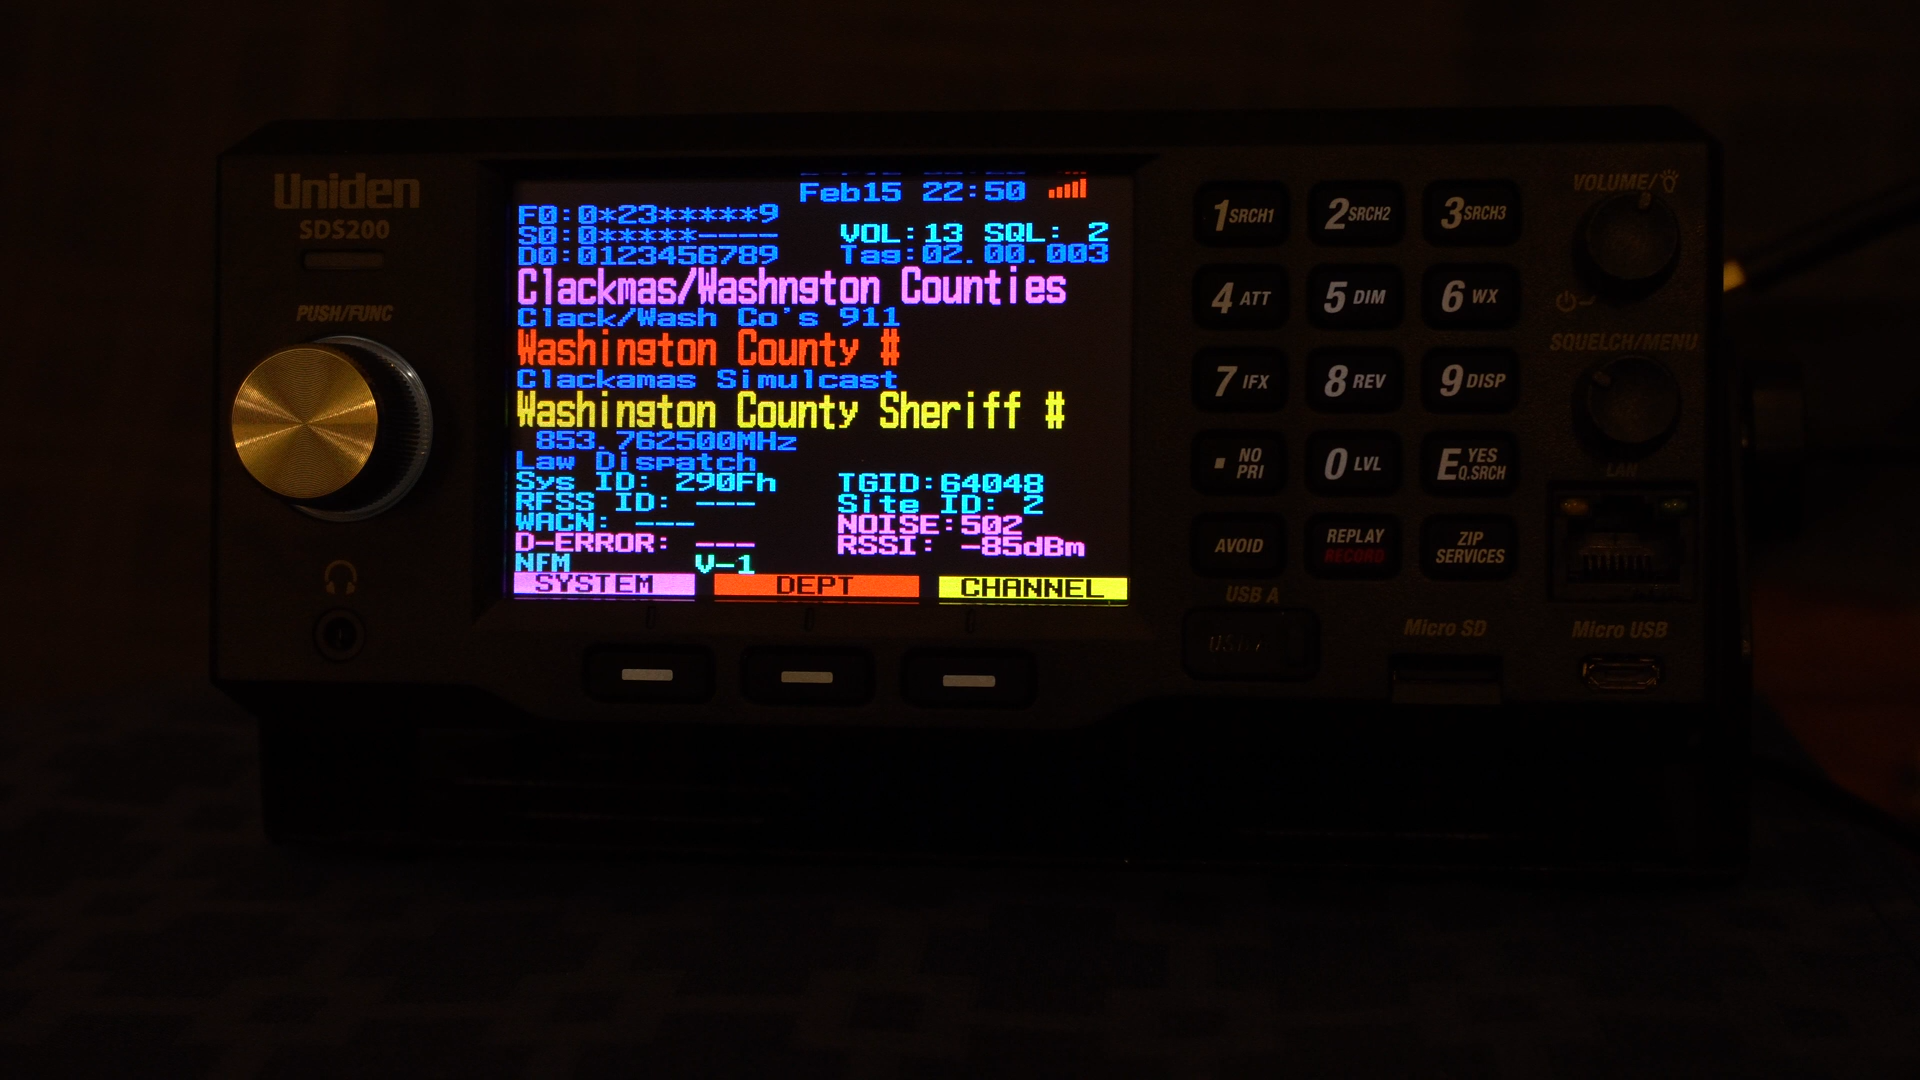 Uniden
SDS200
PUSH/FUNC
Feb15 22:50
F0:0*23*****9
S0:0*****---- VOL:13 SQL: 2
D0:0123456789 Tag:02.00.003
Clackmas/Washngton Counties
Clack/Wash Co's 911
Washington County #
Clackamas Simulcast
Washington County Sheriff #
853.762500MHz
Law Dispatch
Sys ID: 290Fh TGID:64048
RFSS ID: --- Site ID: 2
WACN: --- NOISE:502
D-ERROR: --- RSSI: -85dBm
NFM V-1
SYSTEM DEPT CHANNEL
1 SRCH1 2 SRCH2 3 SRCH3
4 ATT 5 DIM 6 WX
7 IFX 8 REV 9 DISP
. NO PRI 0 LVL E YES Q.SRCH
AVOID REPLAY RECORD ZIP SERVICES
VOLUME/
SQUELCH/MENU
LAN
USB A
Micro SD
Micro USB